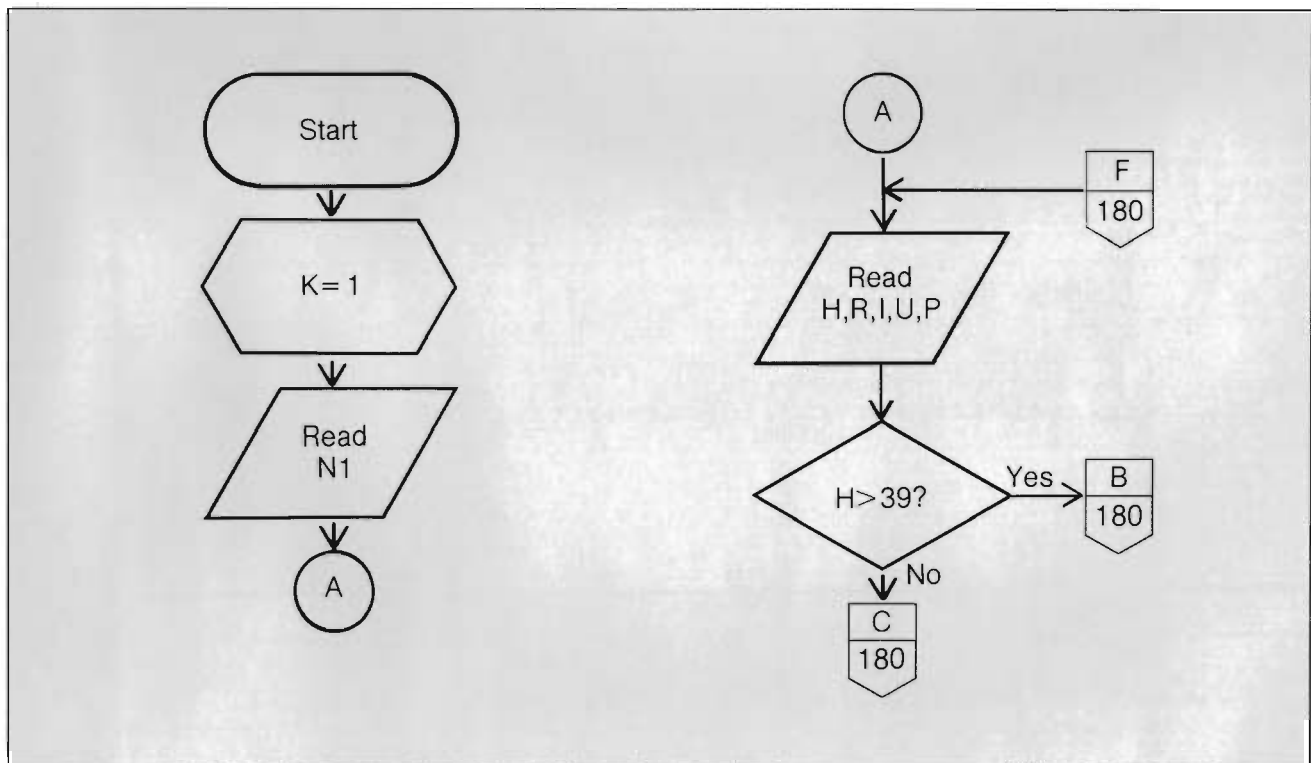 Start
K=1
Read
N1
A
A
F
180
Read
H,R,I,U,P
H>39?
Yes
B
180
No
C
180